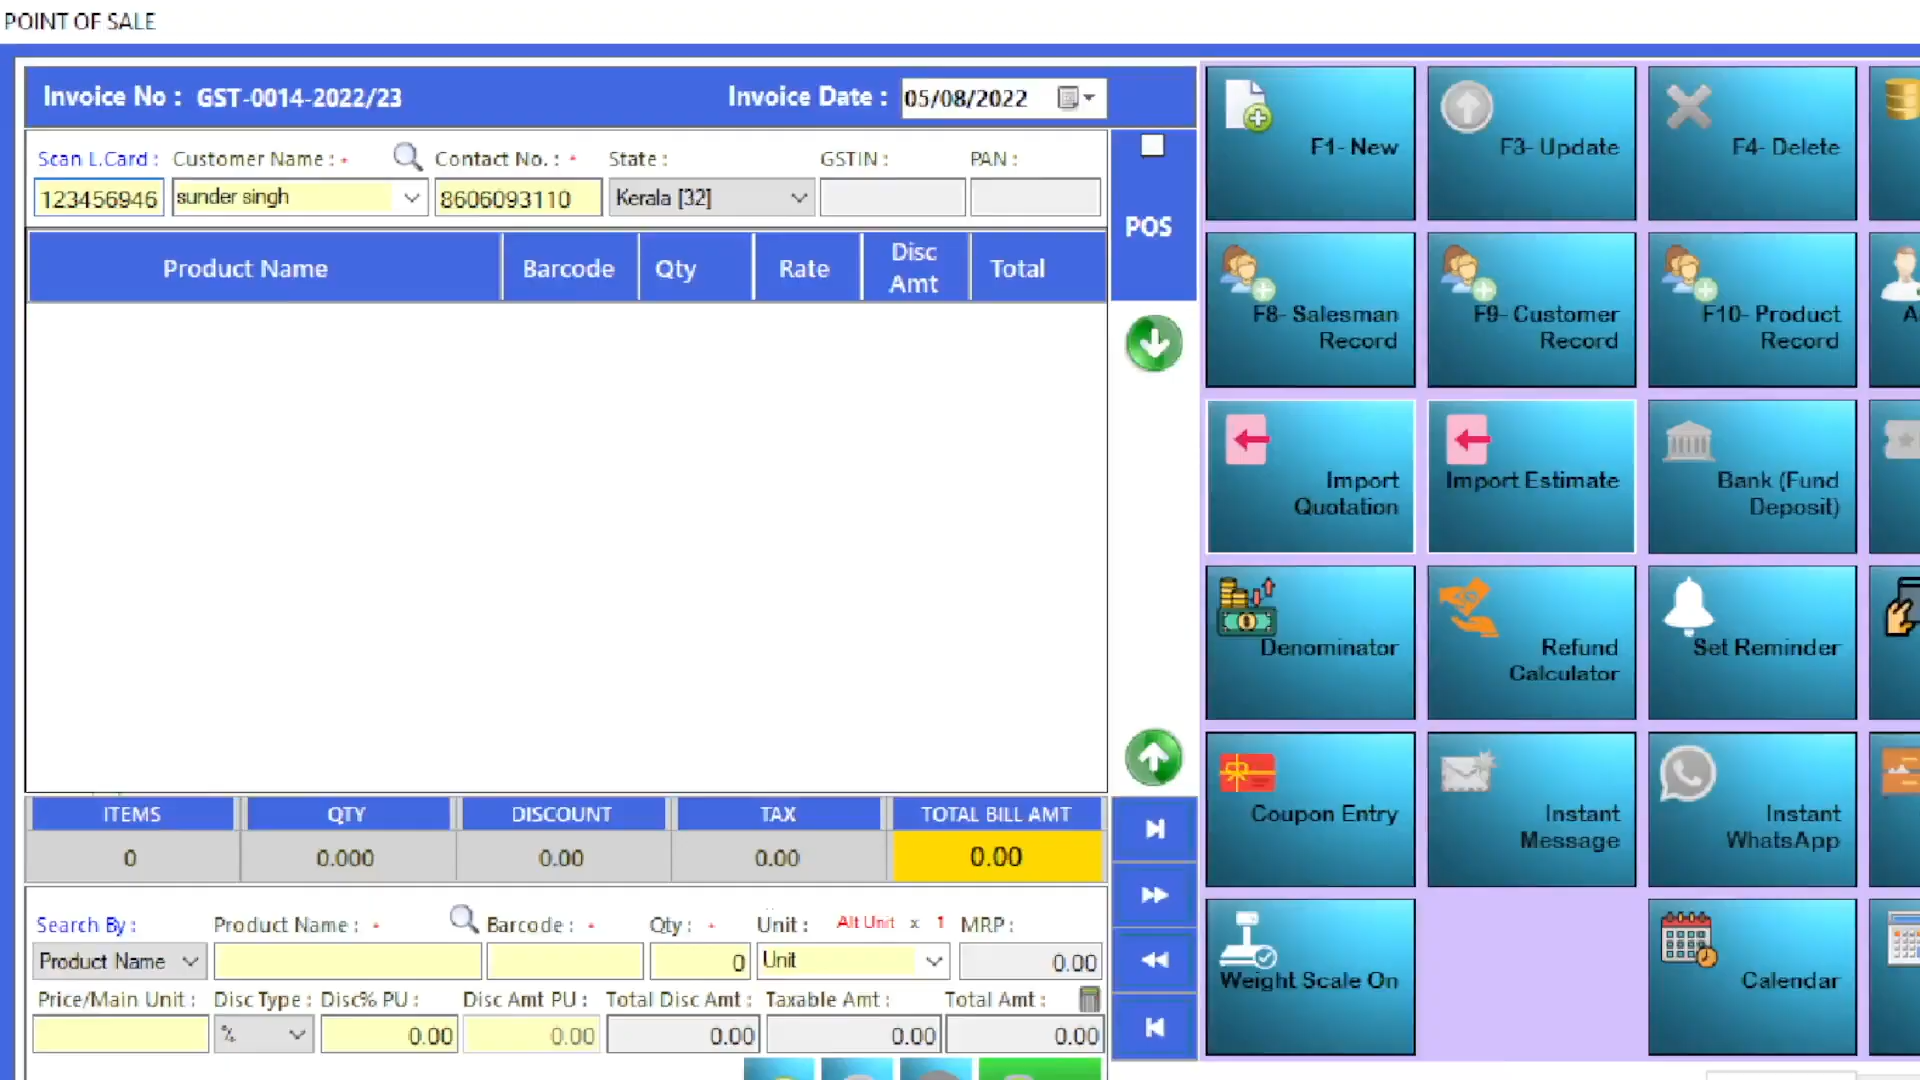 POINT OF SALE
Invoice No : GST-0014-2022/23
Invoice Date : 05/08/2022
Scan L.Card : Customer Name : * Contact No. : * State : GSTIN : PAN :
123456946 sunder singh 8606093110 Kerala [32]
POS
Product Name Barcode Qty Rate Disc Amt Total
ITEMS QTY DISCOUNT TAX TOTAL BILL AMT
0 0.000 0.00 0.00 0.00
Search By : Product Name : * Barcode : * Qty : * Unit : Alt Unit x 1 MRP :
Product Name 0 Unit 0.00
Price/Main Unit : Disc Type : Disc% PU : Disc Amt PU : Total Disc Amt : Taxable Amt : Total Amt :
% 0.00 0.00 0.00 0.00 0.00
F1- New
F3- Update
F4- Delete
F8- Salesman
Record
F9- Customer
Record
F10- Product
Record
Import
Quotation
Import Estimate
Bank (Fund
Deposit)
Denominator
Refund
Calculator
Set Reminder
Coupon Entry
Instant
Message
Instant
WhatsApp
Weight Scale On
Calendar